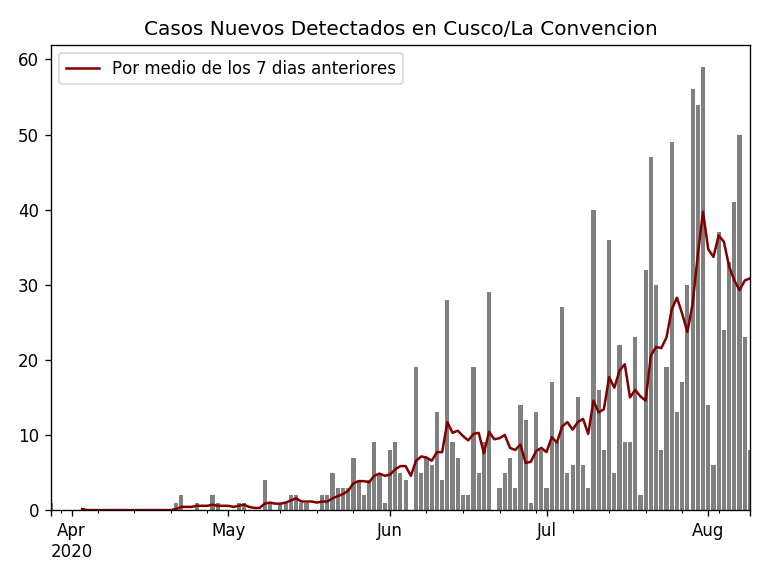 Casos Nuevos Detectados en Cusco/La Convencion
Por medio de los 7 dias anteriores
60
50
40
30
20
10
0
Apr May Jun Jul Aug
2020